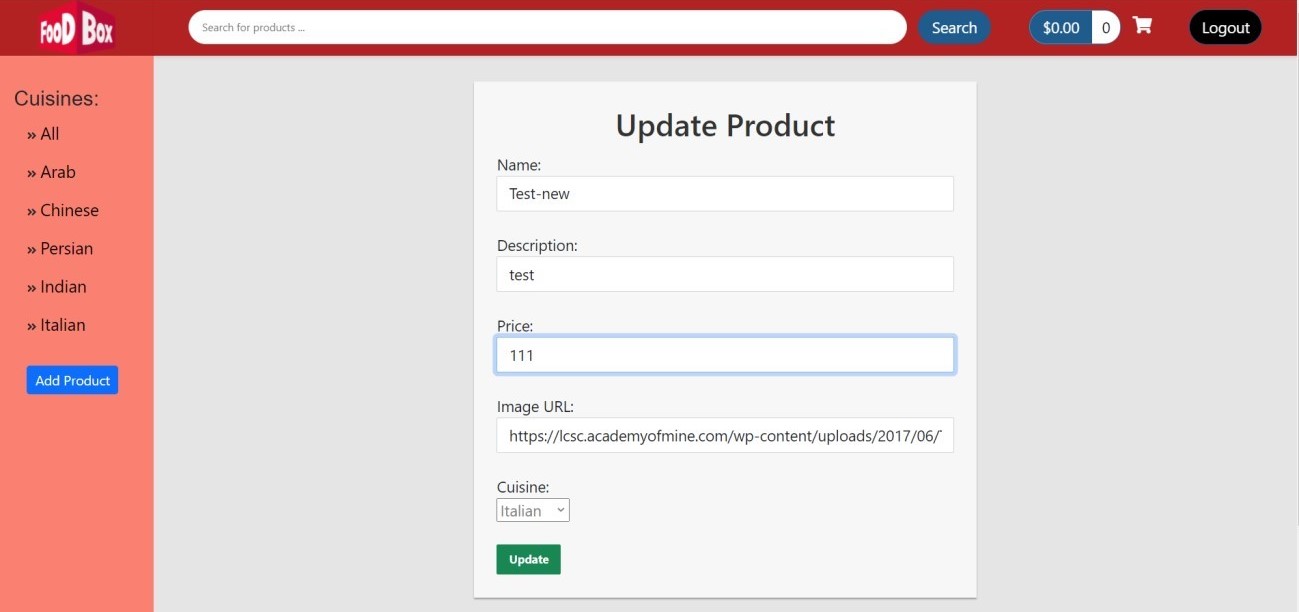 FooD Box
Search for products ...
Search
$0.00 0
Logout
Cuisines:
» All
» Arab
» Chinese
» Persian
» Indian
» Italian
Add Product
Update Product
Name:
Test-new
Description:
test
Price:
111
Image URL:
https://lcsc.academyofmine.com/wp-content/uploads/2017/06/
Cuisine:
Italian
Update